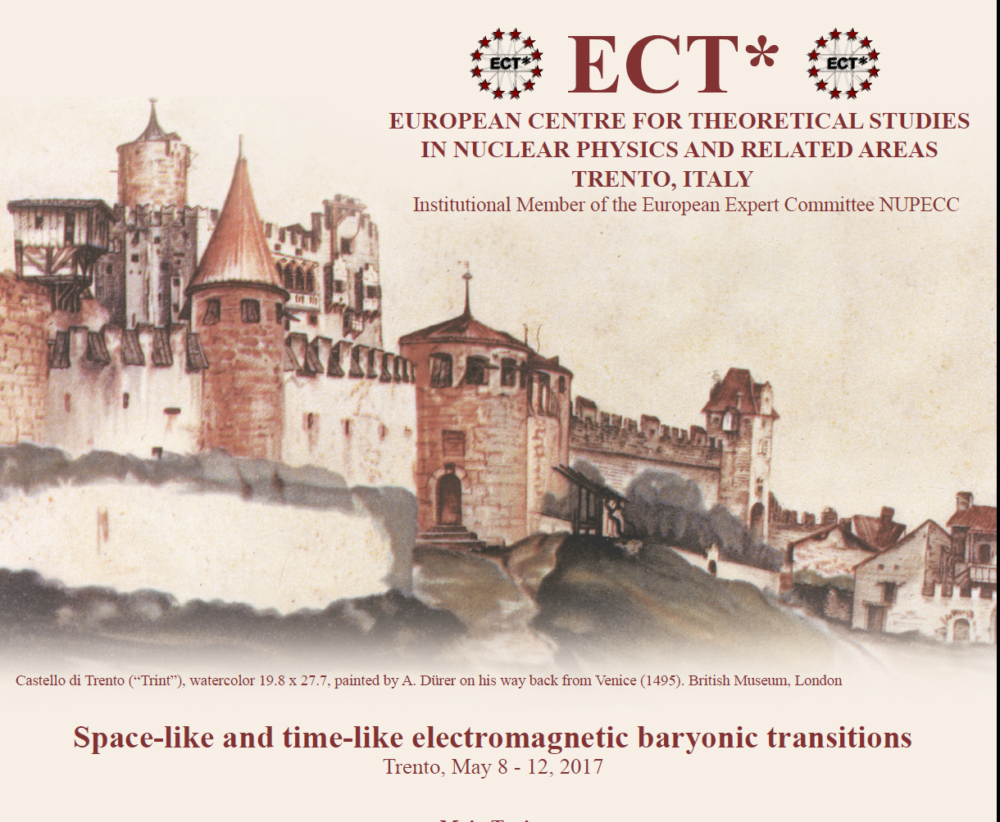 ECT* ECT* ECT*
EUROPEAN CENTRE FOR THEORETICAL STUDIES
IN NUCLEAR PHYSICS AND RELATED AREAS
TRENTO, ITALY
Institutional Member of the European Expert Committee NUPECC
Castello di Trento (“Trint”), watercolor 19.8 x 27.7, painted by A. Dürer on his way back from Venice (1495). British Museum, London
Space-like and time-like electromagnetic baryonic transitions
Trento, May 8 - 12, 2017